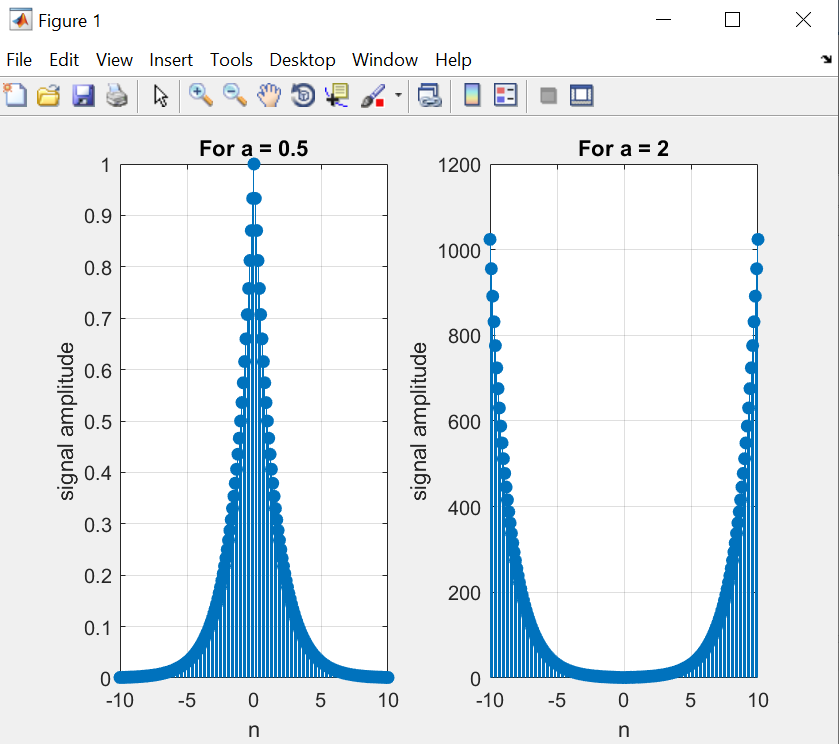 Figure 1
File Edit View Insert Tools Desktop Window Help
For a = 0.5
1
0.9
0.8
0.7
0.6
0.5
0.4
0.3
0.2
0.1
0
signal amplitude
-10 -5 0 5 10
n
For a = 2
1200
1000
800
600
400
200
0
signal amplitude
-10 -5 0 5 10
n